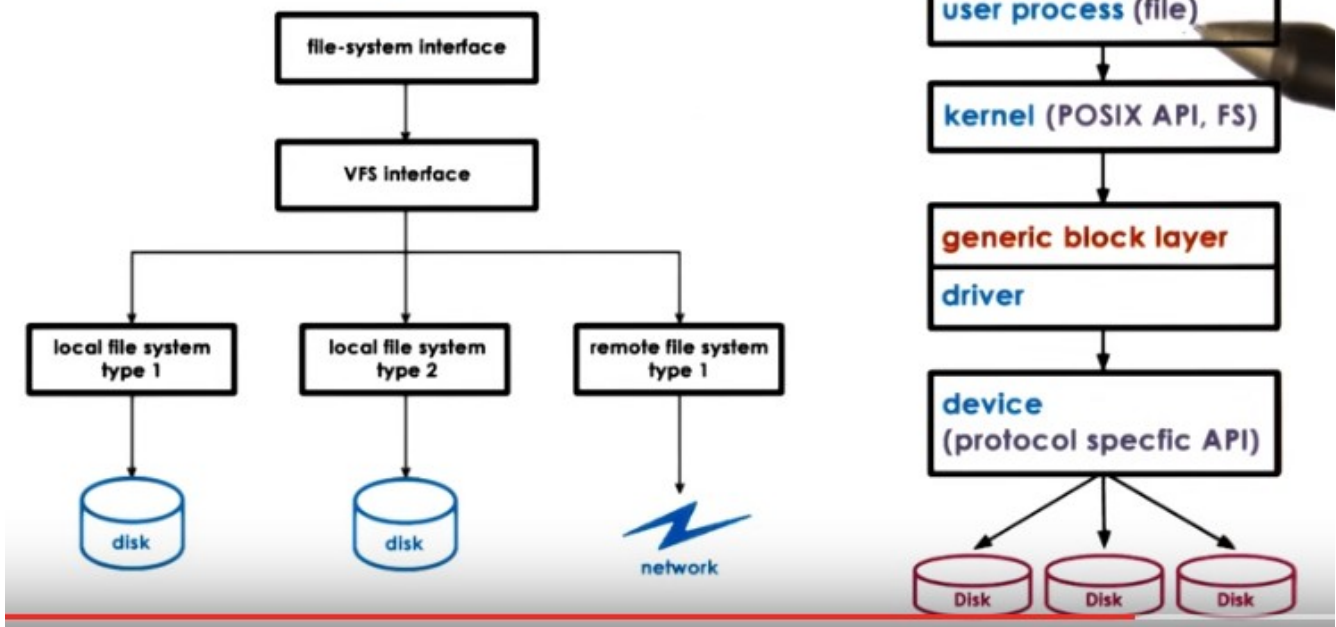 file-system interface
VFS interface
local file system
type 1
local file system
type 2
remote file system
type 1
disk
disk
network
user process (file)
kernel (POSIX API, FS)
generic block layer
driver
device
(protocol specfic API)
Disk
Disk
Disk